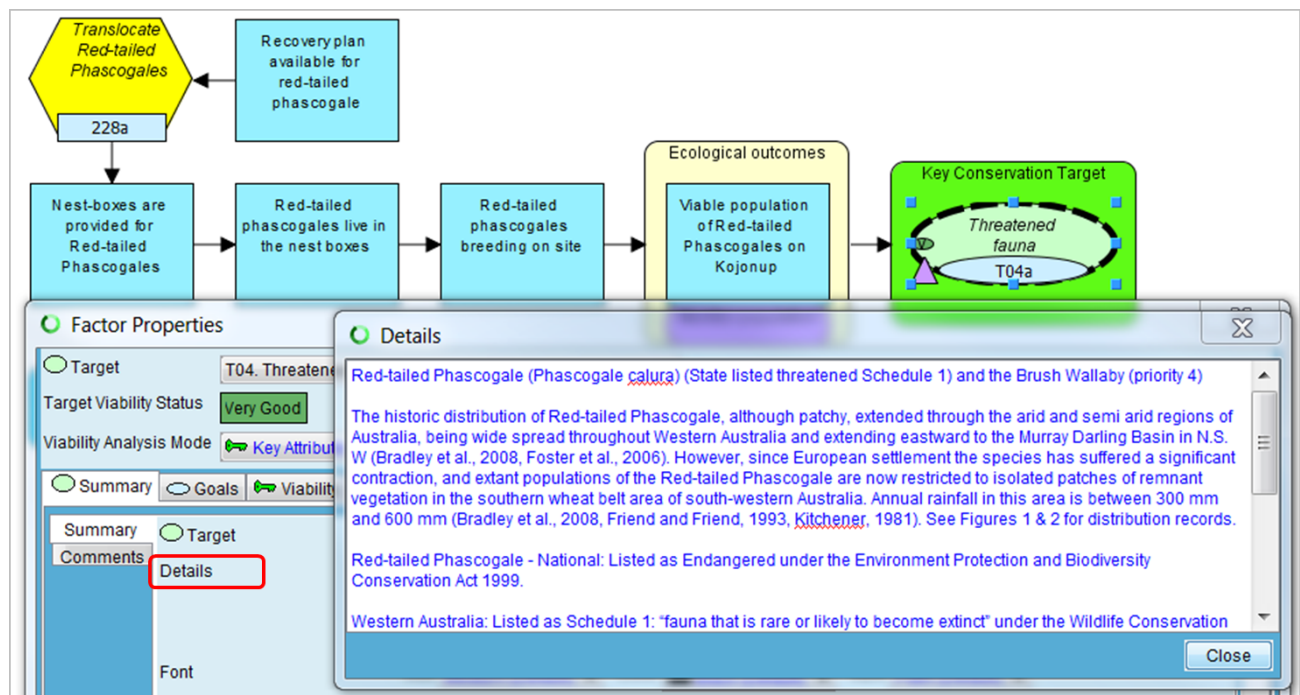 Translocate
Red-tailed
Phascogales
228a
Recovery plan
available for
red-tailed
phascogale
Nest-boxes are
provided for
Red-tailed
Phascogales
Red-tailed
phascogales live in
the nest boxes
Red-tailed
phascogales
breeding on site
Ecological outcomes
Viable population
of Red-tailed
Phascogales on
Kojonup
Key Conservation Target
Threatened
fauna
V
T04a
Factor Properties
Target
T04. Threatene
Target Viability Status
Very Good
Viability Analysis Mode
Key Attribut
Summary
Goals
Viability
Summary
Comments
Target
Details
Font
Details
Red-tailed Phascogale (Phascogale calura) (State listed threatened Schedule 1) and the Brush Wallaby (priority 4)
The historic distribution of Red-tailed Phascogale, although patchy, extended through the arid and semi arid regions of
Australia, being wide spread throughout Western Australia and extending eastward to the Murray Darling Basin in N.S.
W (Bradley et al., 2008, Foster et al., 2006). However, since European settlement the species has suffered a significant
contraction, and extant populations of the Red-tailed Phascogale are now restricted to isolated patches of remnant
vegetation in the southern wheat belt area of south-western Australia. Annual rainfall in this area is between 300 mm
and 600 mm (Bradley et al., 2008, Friend and Friend, 1993, Kitchener, 1981). See Figures 1 & 2 for distribution records.
Red-tailed Phascogale - National: Listed as Endangered under the Environment Protection and Biodiversity
Conservation Act 1999.
Western Australia: Listed as Schedule 1: “fauna that is rare or likely to become extinct” under the Wildlife Conservation
Close